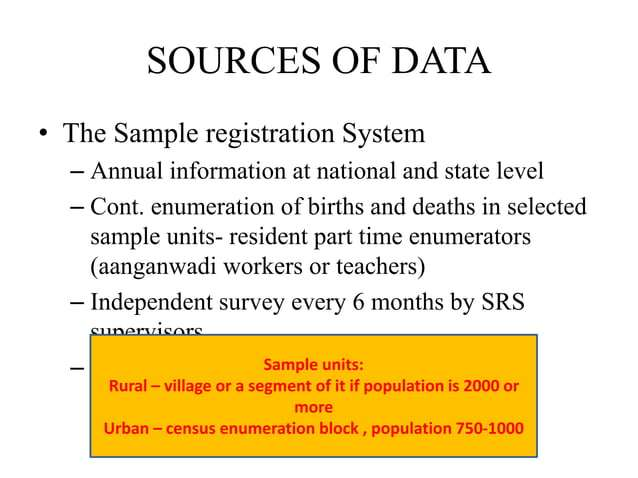 SOURCES OF DATA
• The Sample registration System
– Annual information at national and state level
– Cont. enumeration of births and deaths in selected
sample units- resident part time enumerators
(aanganwadi workers or teachers)
– Independent survey every 6 months by SRS
supervisors
–
Sample units:
Rural – village or a segment of it if population is 2000 or
more
Urban – census enumeration block , population 750-1000